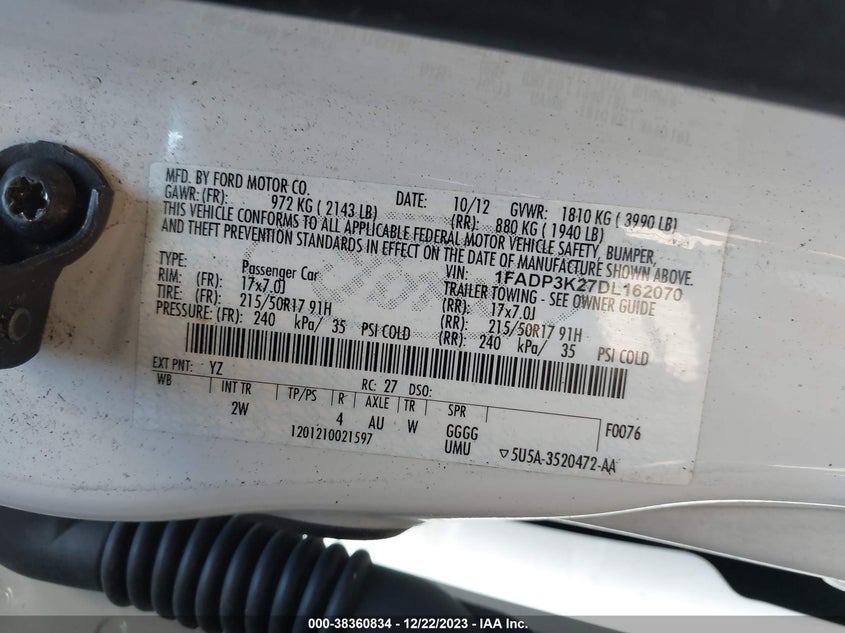 MFD. BY FORD MOTOR CO. DATE: 10/12 GVWR: 1810 KG ( 3990 LB)
GAWR: (FR): 972 KG ( 2143 LB) (RR): 880 KG ( 1940 LB)
THIS VEHICLE CONFORMS TO ALL APPLICABLE FEDERAL MOTOR VEHICLE SAFETY, BUMPER,
AND THEFT PREVENTION STANDARDS IN EFFECT ON THE DATE OF MANUFACTURE SHOWN ABOVE.
VIN: 1FADP3K27DL162070
TYPE: Passenger Car TRAILER TOWING - SEE OWNER GUIDE
RIM: (FR): 17x7.0J (RR): 17x7.0J
TIRE: (FR): 215/50R17 91H (RR): 215/50R17 91H
PRESSURE: (FR): 240 kPa/ 35 PSI COLD (RR): 240 kPa/ 35 PSI COLD
EXT PNT: YZ RC: 27 DSO:
WB INT TR TP/PS R AXLE TR SPR F0076
2W 4 AU W GGGG
UMU
1201210021597 ▽5U5A-3520472-AA
000-38360834 - 12/22/2023 - IAA Inc.